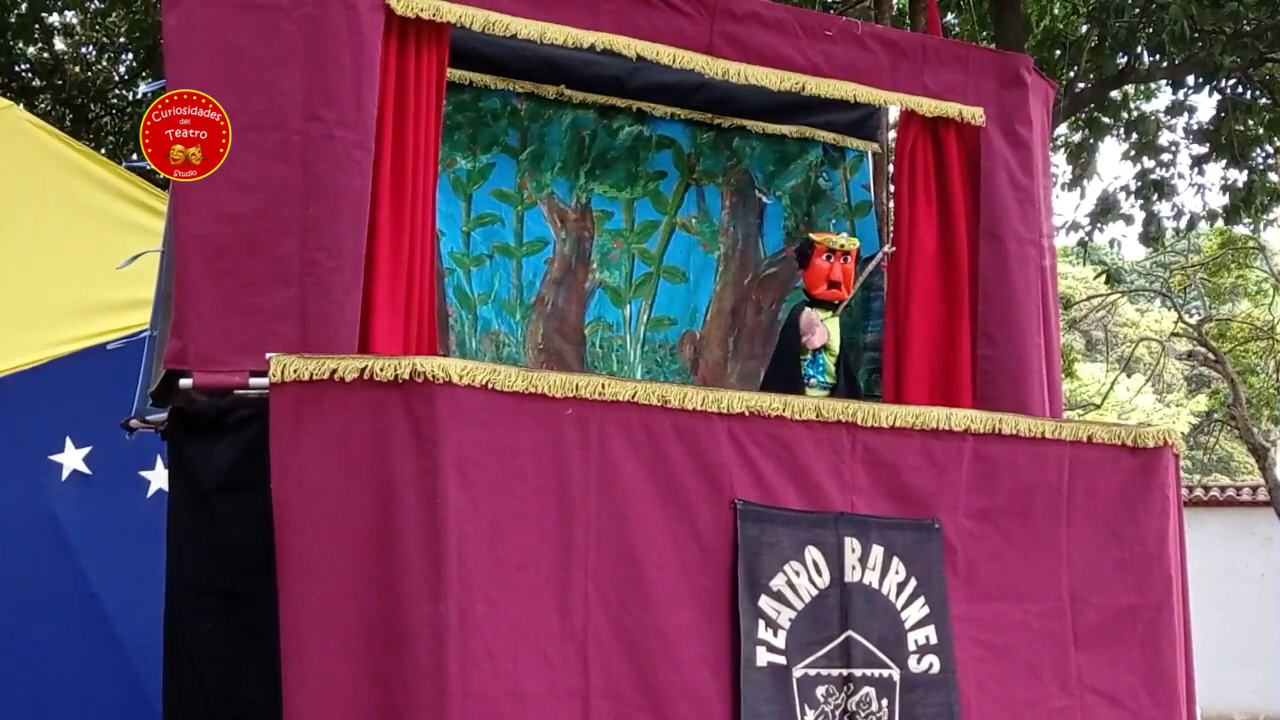 Curiosidades
del
Teatro
Studio
TEATRO BARINES